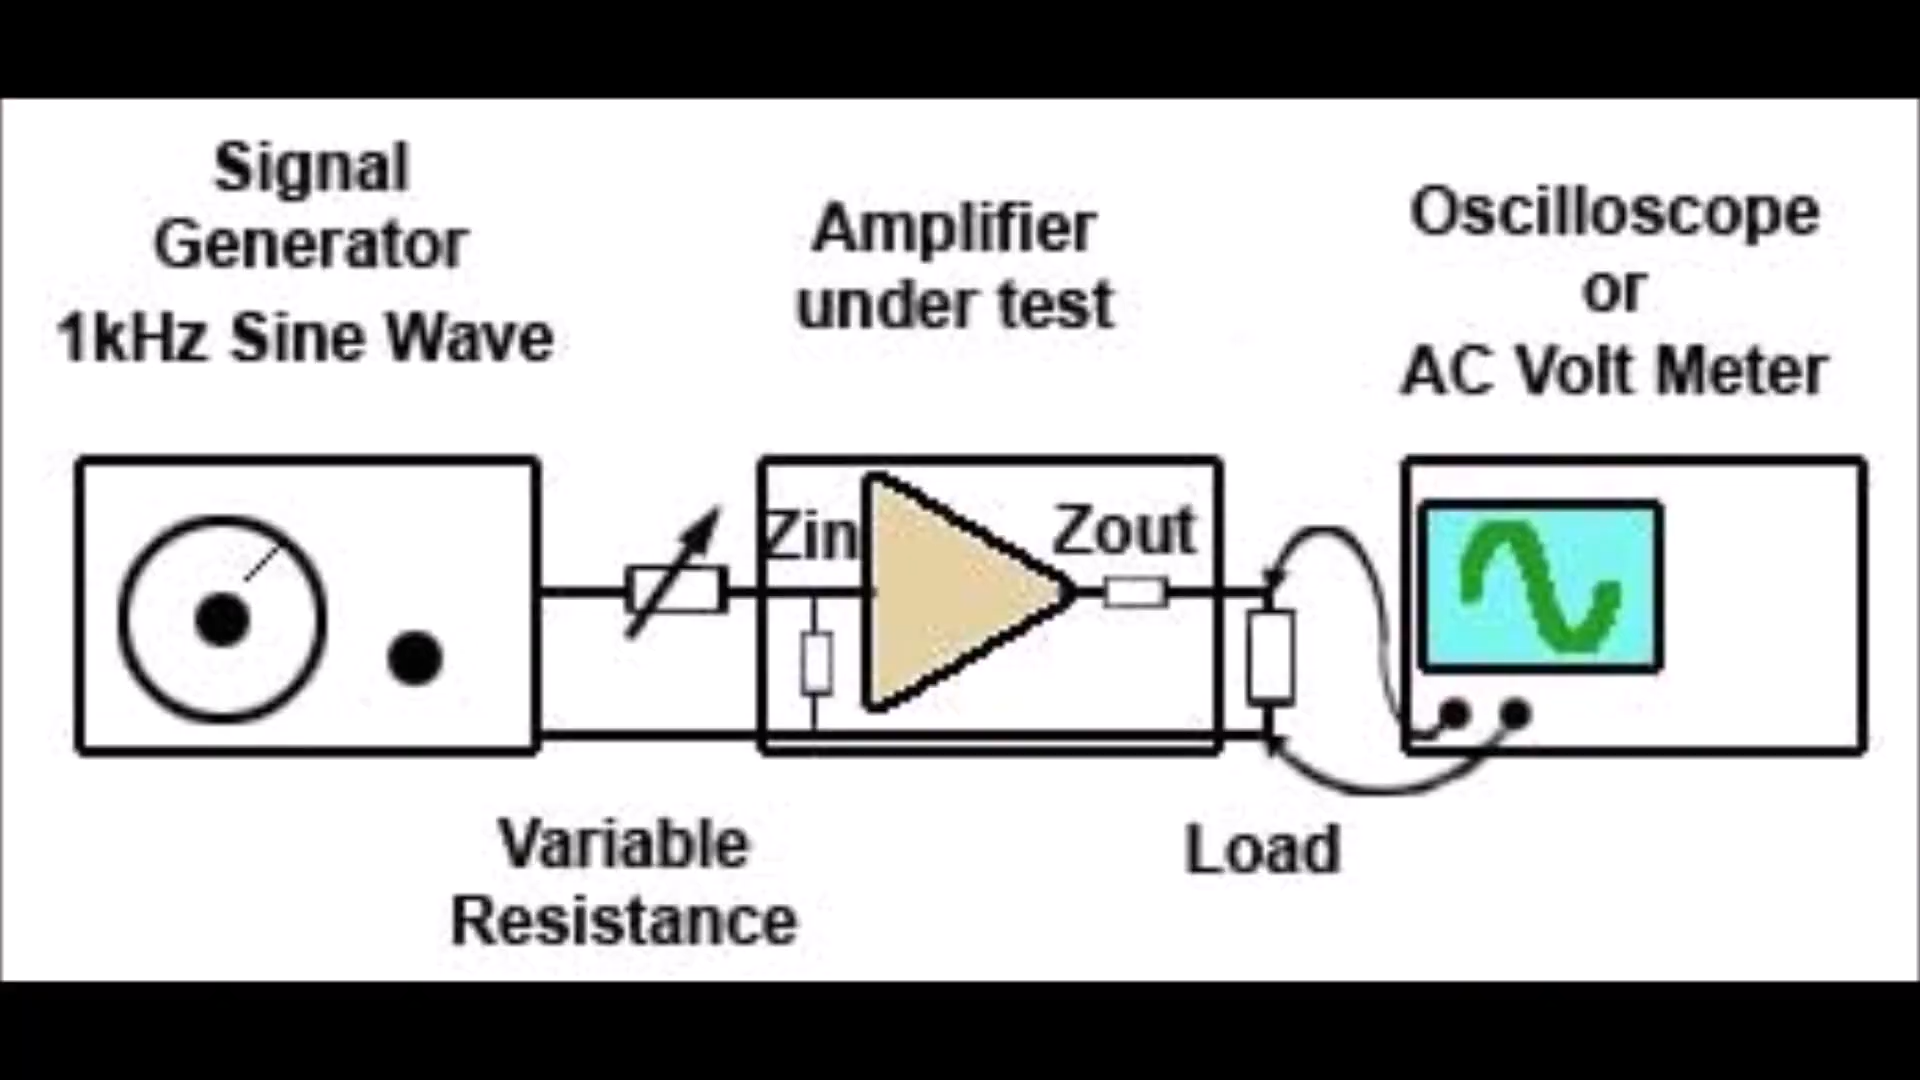 Signal
Generator
1kHz Sine Wave
Amplifier
under test
Oscilloscope
or
AC Volt Meter
Zin
Zout
Variable
Resistance
Load